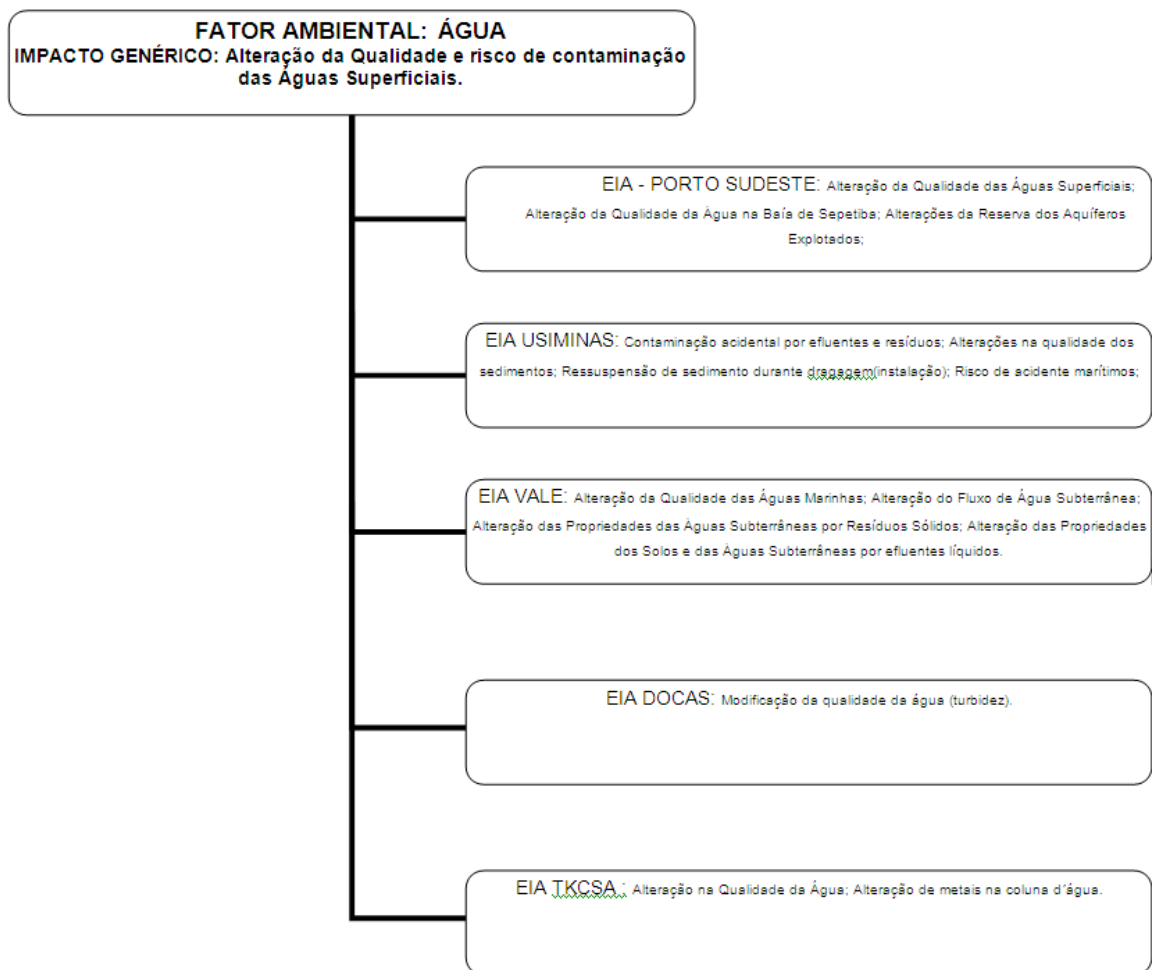 FATOR AMBIENTAL: ÁGUA
IMPACTO GENÉRICO: Alteração da Qualidade e risco de contaminação
das Águas Superficiais.
EIA - PORTO SUDESTE: Alteração da Qualidade das Águas Superficiais;
Alteração da Qualidade da Água na Baía de Sepetiba; Alterações da Reserva dos Aquíferos
Explotados;
EIA USIMINAS: Contaminação acidental por efluentes e resíduos; Alterações na qualidade dos
sedimentos; Ressuspensão de sedimento durante dragagem(instalação); Risco de acidente marítimos;
EIA VALE: Alteração da Qualidade das Águas Marinhas; Alteração do Fluxo de Água Subterrânea;
Alteração das Propriedades das Águas Subterrâneas por Resíduos Sólidos; Alteração das Propriedades
dos Solos e das Águas Subterrâneas por efluentes líquidos.
EIA DOCAS: Modificação da qualidade da água (turbidez).
EIA TKCSA : Alteração na Qualidade da Água; Alteração de metais na coluna d´água.